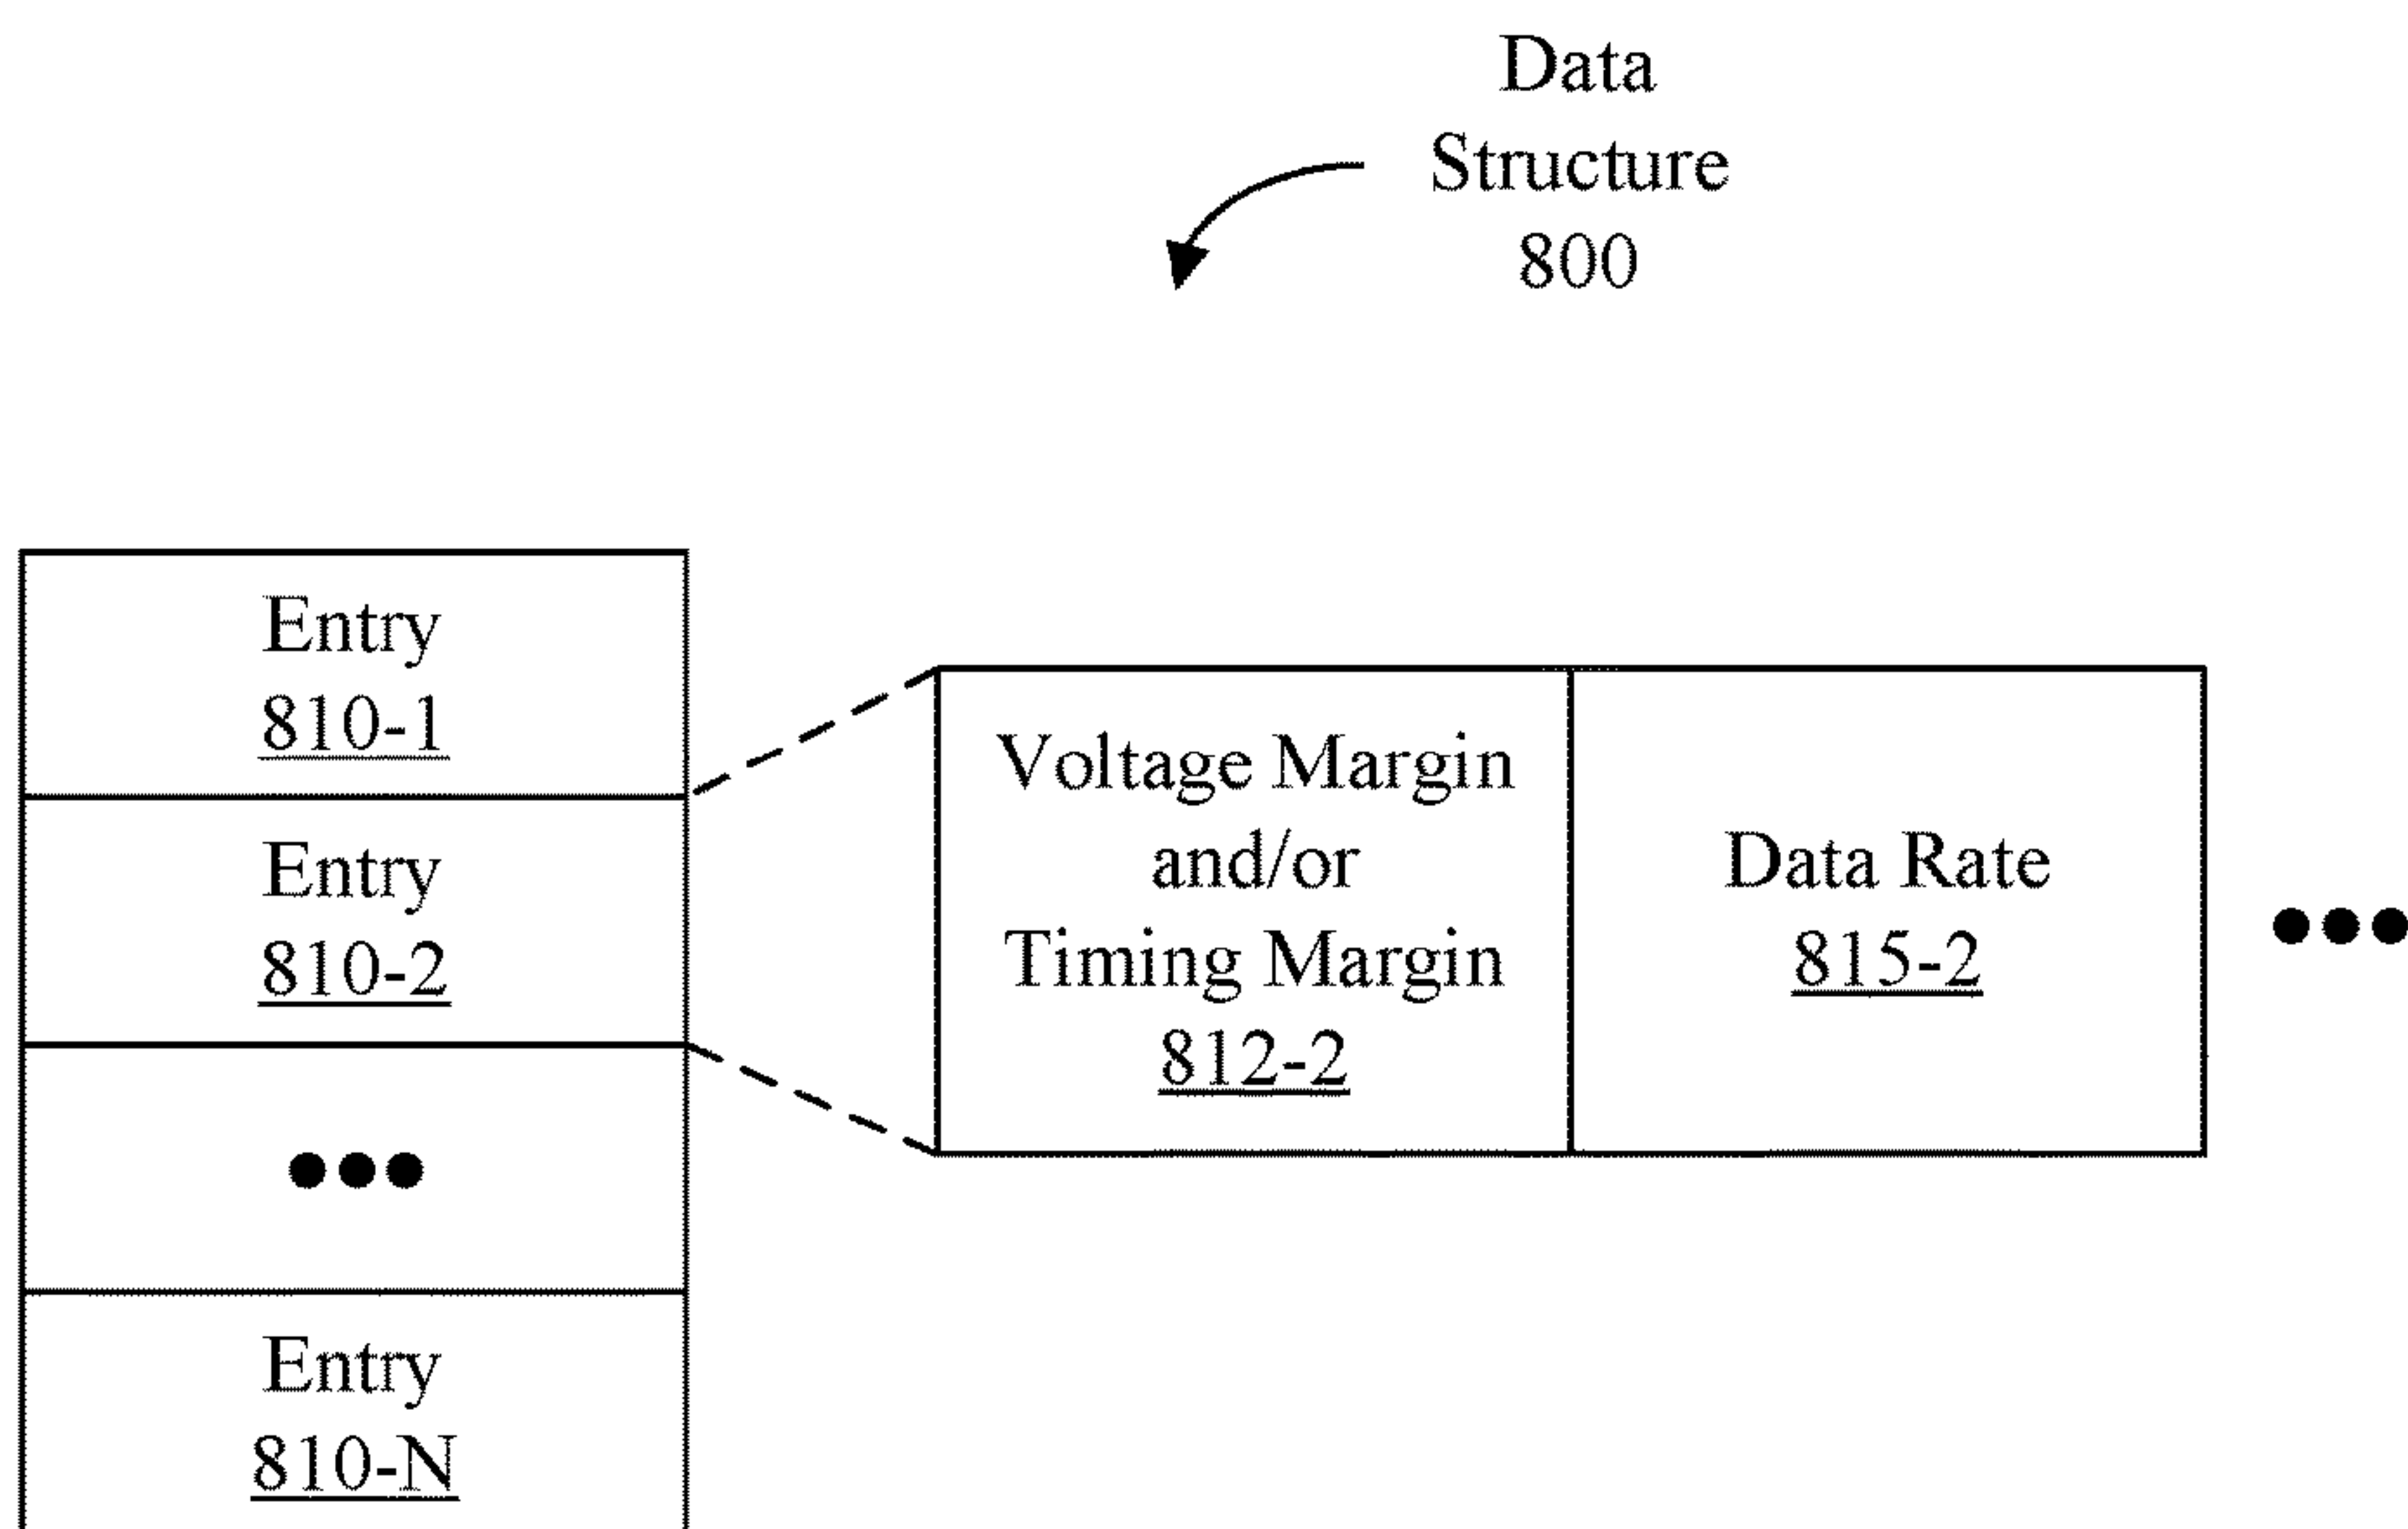 Data
Structure
800
Entry
810-1
Entry
810-2
•••
Entry
810-N
Voltage Margin
and/or
Timing Margin
812-2
Data Rate
815-2
•••